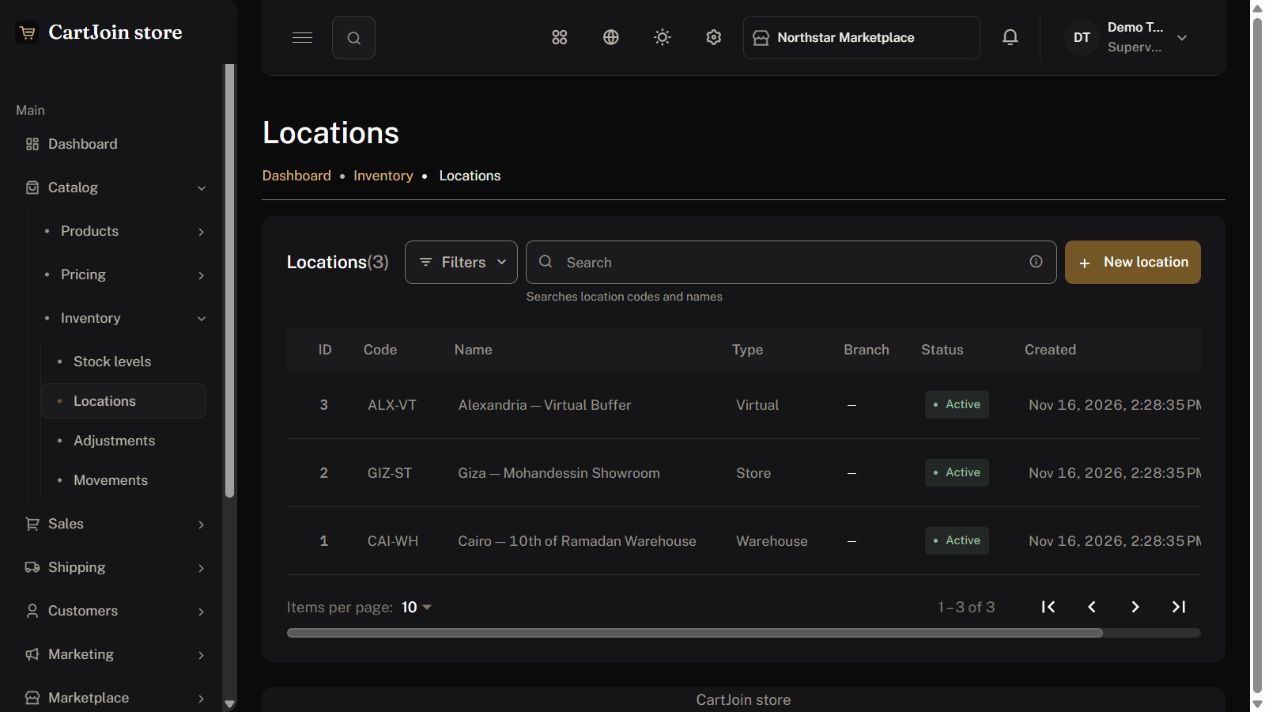 CartJoin store
Northstar Marketplace
DT
Demo T...
Superv...
Main
Dashboard
Catalog
Products
Pricing
Inventory
Stock levels
Locations
Adjustments
Movements
Sales
Shipping
Customers
Marketing
Marketplace
Locations
Dashboard • Inventory • Locations
Locations(3)
Filters
Search
+ New location
Searches location codes and names
ID Code Name Type Branch Status Created
3 ALX-VT Alexandria — Virtual Buffer Virtual — • Active Nov 16, 2026, 2:28:35 PM
2 GIZ-ST Giza — Mohandessin Showroom Store — • Active Nov 16, 2026, 2:28:35 PM
1 CAI-WH Cairo — 10th of Ramadan Warehouse Warehouse — • Active Nov 16, 2026, 2:28:35 PM
Items per page: 10 1–3 of 3
CartJoin store